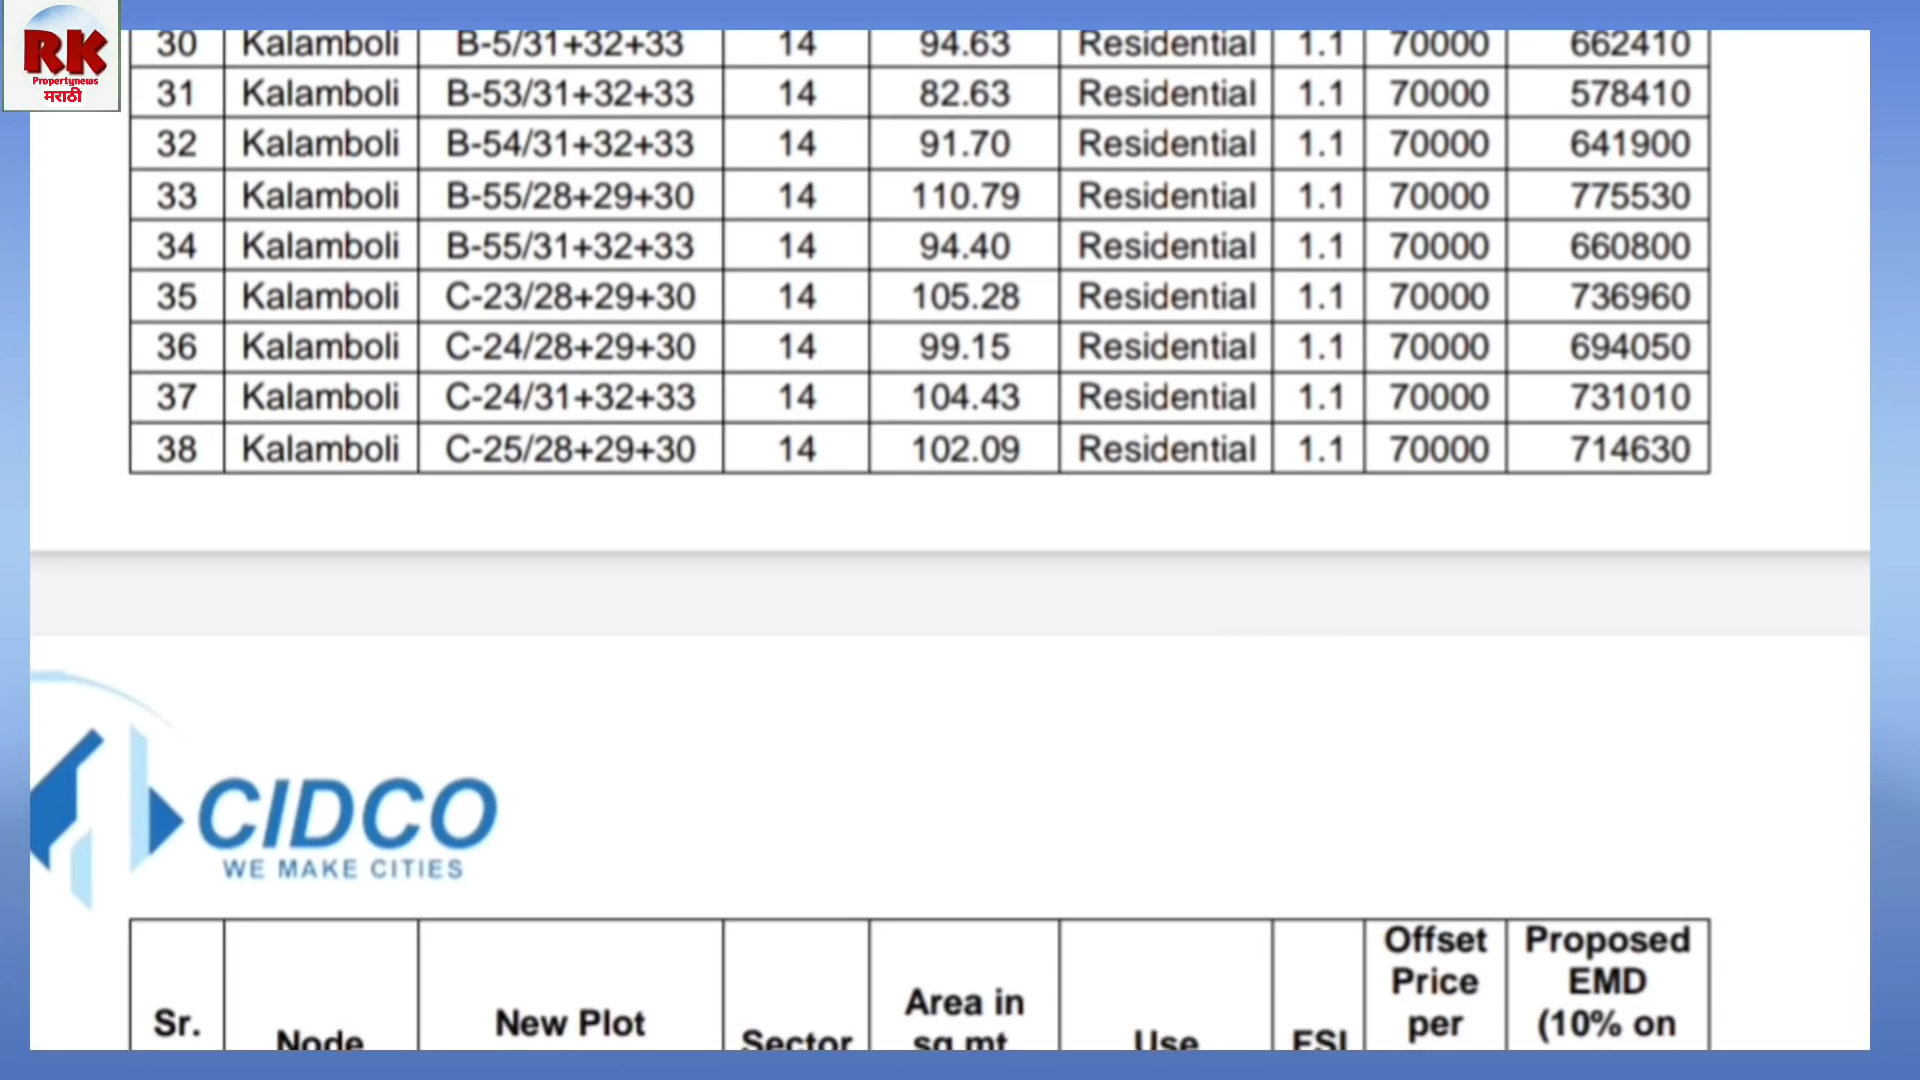 RK
Propertynews
मराठी
30 Kalamboli B-5/31+32+33 14 94.63 Residential 1.1 70000 662410
31 Kalamboli B-53/31+32+33 14 82.63 Residential 1.1 70000 578410
32 Kalamboli B-54/31+32+33 14 91.70 Residential 1.1 70000 641900
33 Kalamboli B-55/28+29+30 14 110.79 Residential 1.1 70000 775530
34 Kalamboli B-55/31+32+33 14 94.40 Residential 1.1 70000 660800
35 Kalamboli C-23/28+29+30 14 105.28 Residential 1.1 70000 736960
36 Kalamboli C-24/28+29+30 14 99.15 Residential 1.1 70000 694050
37 Kalamboli C-24/31+32+33 14 104.43 Residential 1.1 70000 731010
38 Kalamboli C-25/28+29+30 14 102.09 Residential 1.1 70000 714630
CIDCO
WE MAKE CITIES
Sr. Node New Plot Sector Area in sq.mt. Use FSI Offset Price per Proposed EMD (10% on